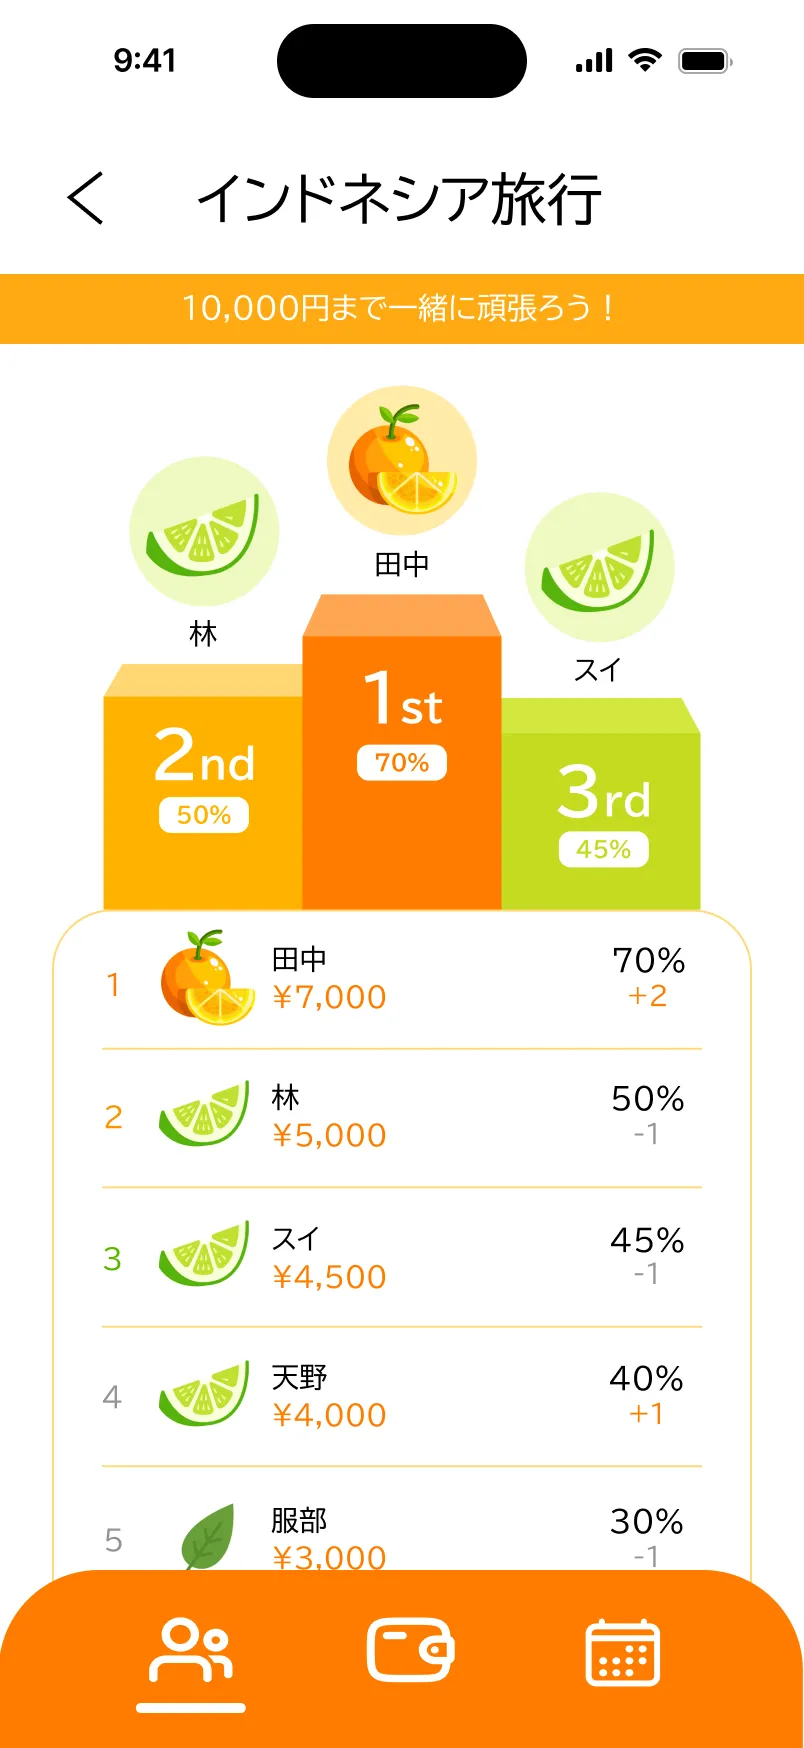 9:41
インドネシア旅行
10,000円まで一緒に頑張ろう！
田中
林
スイ
1st
70%
2nd
50%
3rd
45%
1 田中 70%
¥7,000 +2
2 林 50%
¥5,000 -1
3 スイ 45%
¥4,500 -1
4 天野 40%
¥4,000 +1
5 服部 30%
¥3,000 -1